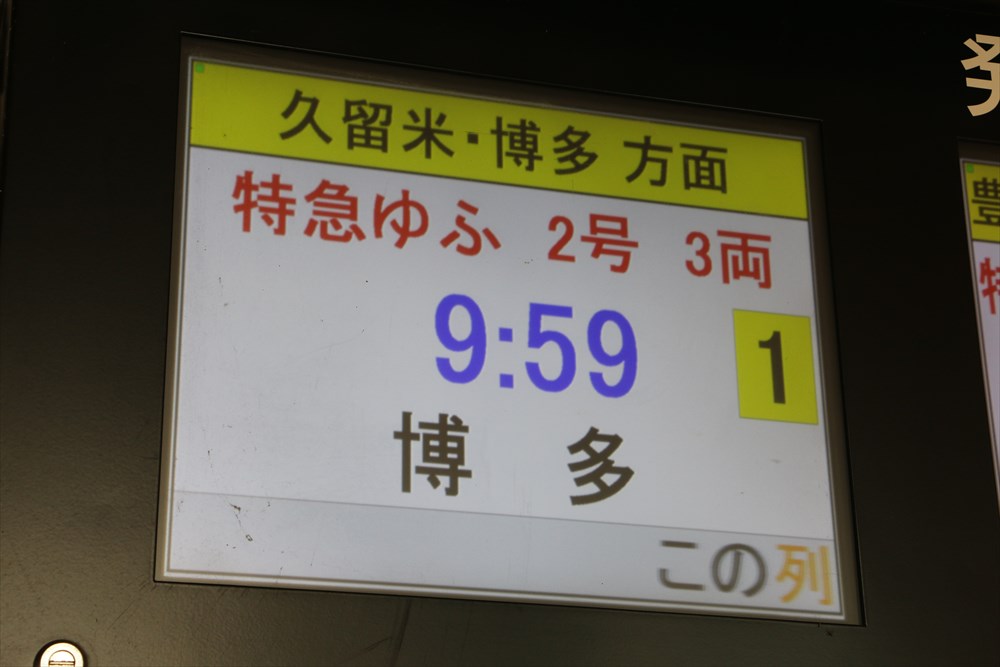 久留米・博多 方面
特急ゆふ 2号 3両
9:59
1
博 多
この列